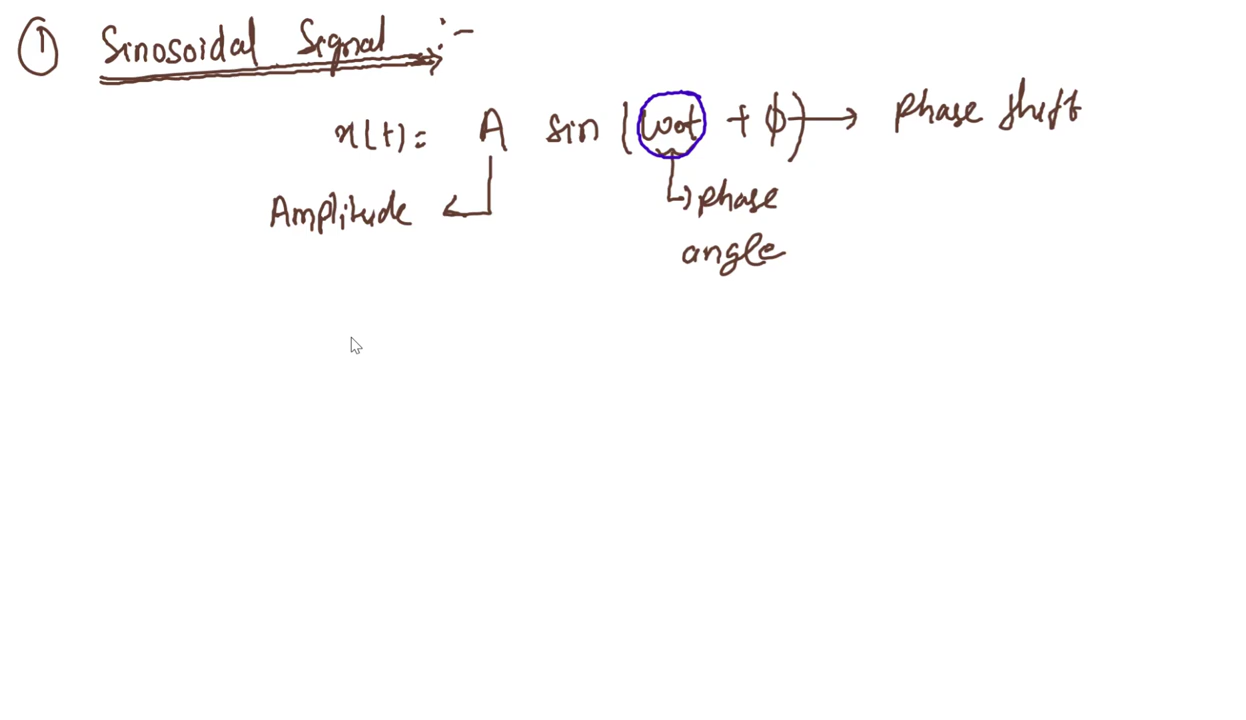 ① Sinosoidal Signal :-
x(t) = A sin (ω₀t + ϕ) → phase shift
Amplitude
phase
angle